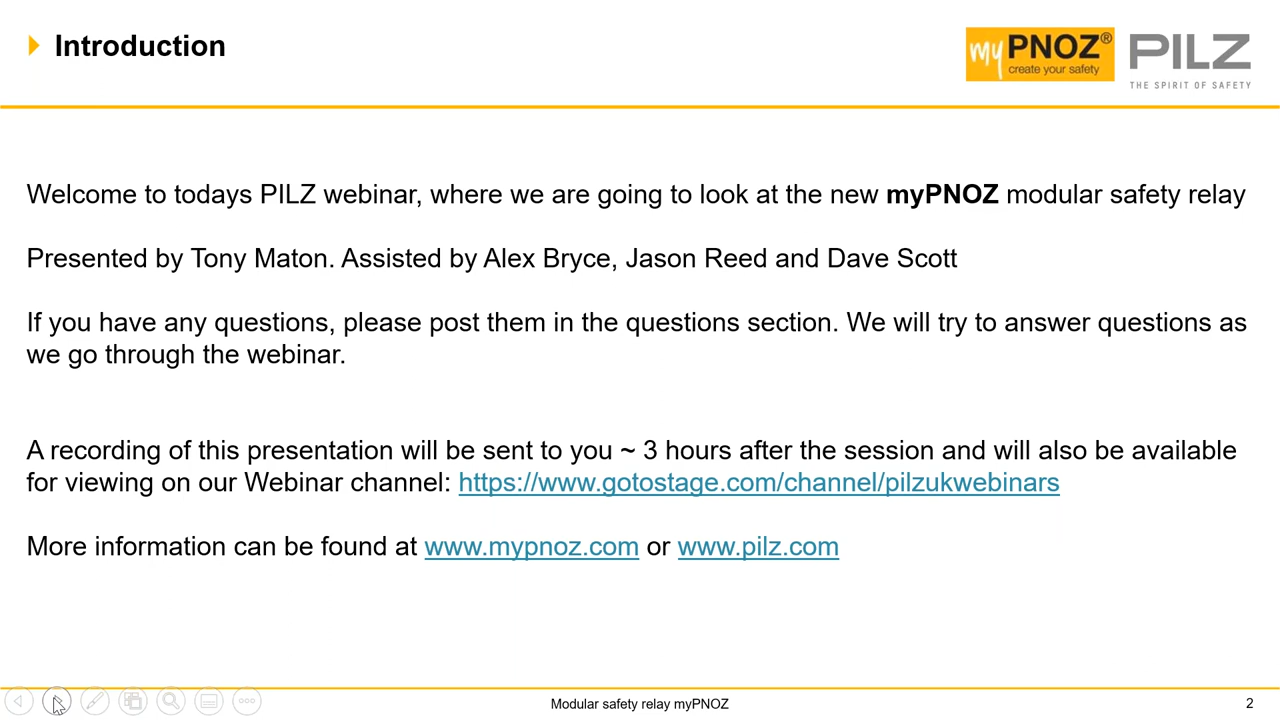 Introduction
my PNOZ®
create your safety
PILZ
THE SPIRIT OF SAFETY
Welcome to todays PILZ webinar, where we are going to look at the new myPNOZ modular safety relay
Presented by Tony Maton. Assisted by Alex Bryce, Jason Reed and Dave Scott
If you have any questions, please post them in the questions section. We will try to answer questions as
we go through the webinar.
A recording of this presentation will be sent to you ~ 3 hours after the session and will also be available
for viewing on our Webinar channel: https://www.gotostage.com/channel/pilzukwebinars
More information can be found at www.mypnoz.com or www.pilz.com
Modular safety relay myPNOZ
2